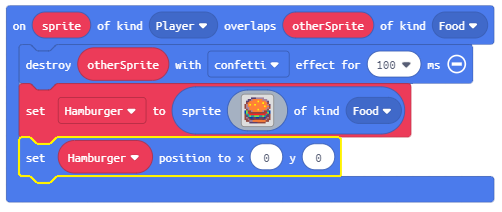 on sprite of kind Player overlaps otherSprite of kind Food
destroy otherSprite with confetti effect for 100 ms
set Hamburger to sprite of kind Food
set Hamburger position to x 0 y 0